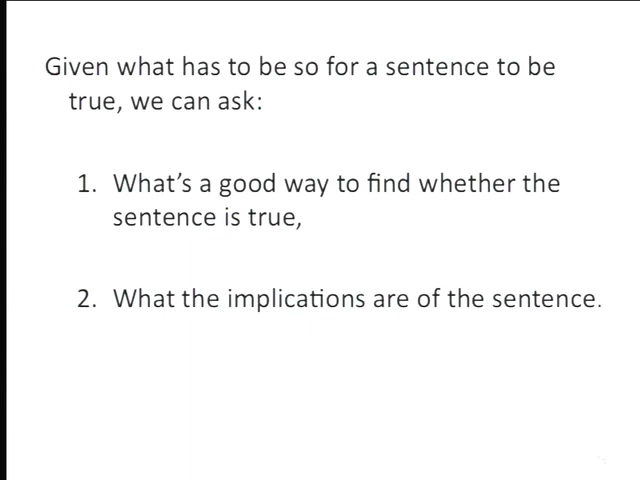 Given what has to be so for a sentence to be
true, we can ask:
1. What's a good way to find whether the
sentence is true,
2. What the implications are of the sentence.